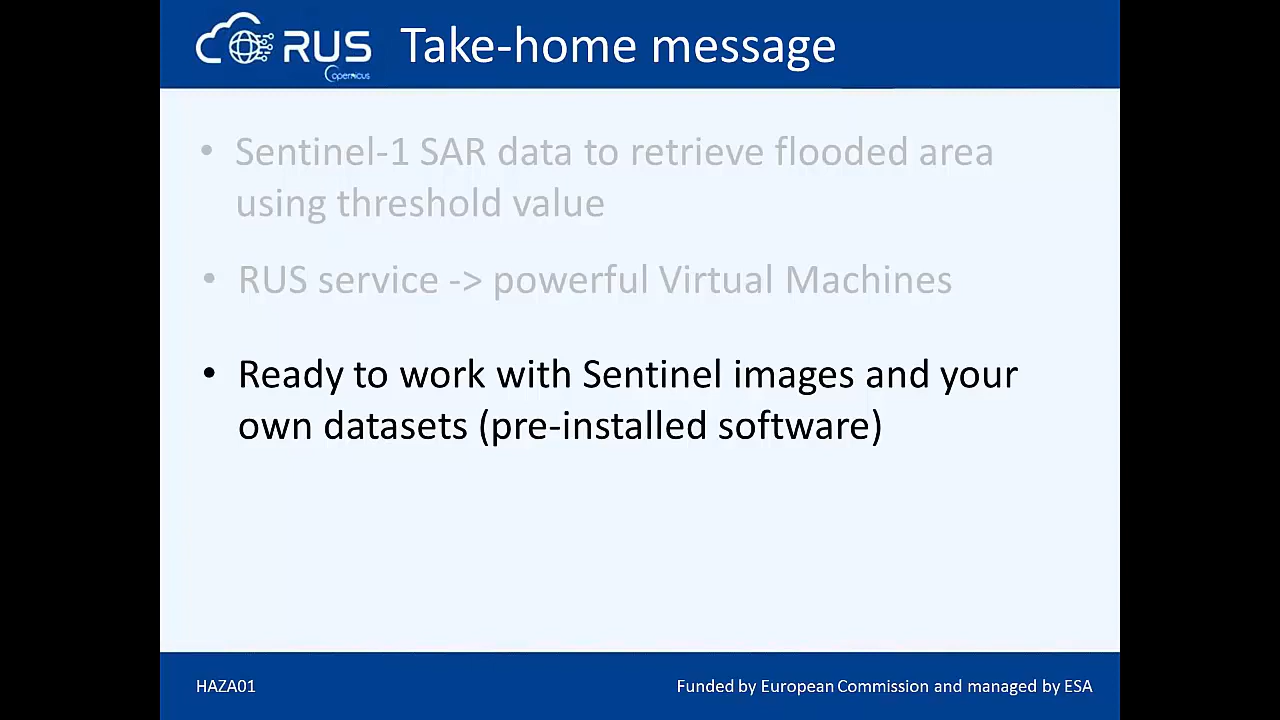 RUS
Copernicus
Take-home message
• Sentinel-1 SAR data to retrieve flooded area
using threshold value
• RUS service -> powerful Virtual Machines
• Ready to work with Sentinel images and your
own datasets (pre-installed software)
HAZA01
Funded by European Commission and managed by ESA